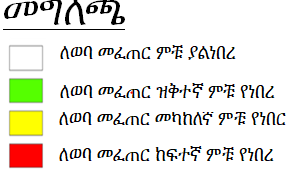 መግለጫ
ለወባ መፈጠር ምቹ ያልነበረ
ለወባ መፈጠር ዝቅተኛ ምቹ የነበረ
ለወባ መፈጠር መካከለኛ ምቹ የነበር
ለወባ መፈጠር ከፍተኛ ምቹ የነበረ